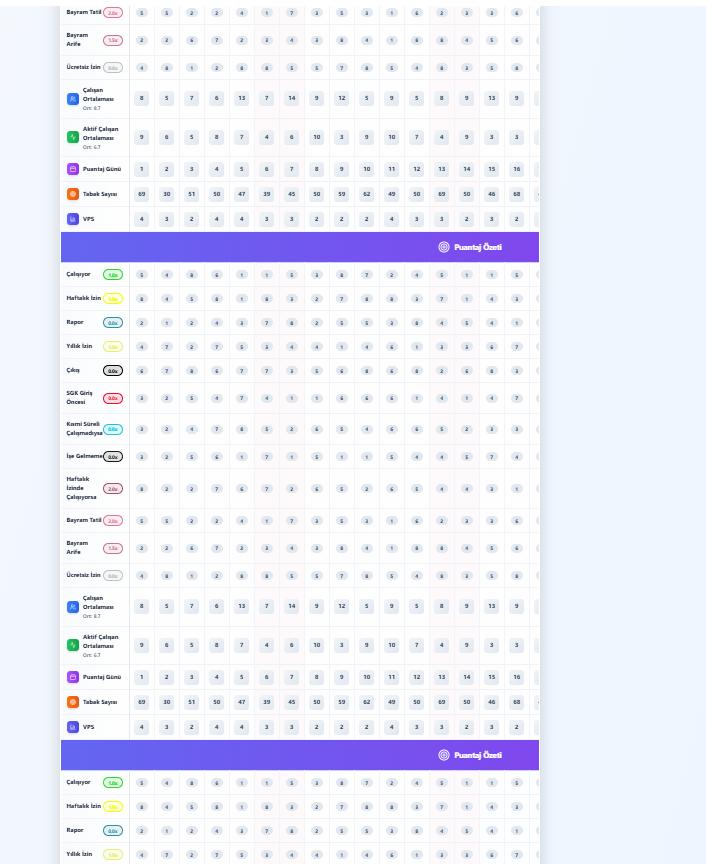 Bayram Tatil 2.0x 5 5 2 2 4 1 7 3 5 3 1 6 2 3 3 6
Bayram
Arife 1.5x 2 2 6 7 2 2 4 3 8 4 1 8 8 4 5 6
Ücretsiz İzin 0.0x 4 8 1 2 8 8 5 5 7 8 5 4 8 3 5 8
Çalışan
Ortalaması 8 5 7 6 13 7 14 9 12 5 9 5 8 9 13 9
Ort: 8.7
Aktif Çalışan
Ortalaması 9 6 5 8 7 4 6 10 3 9 10 7 4 9 3 3
Ort: 6.7
Puantaj Günü 1 2 3 4 5 6 7 8 9 10 11 12 13 14 15 16
Tabak Sayısı 69 30 51 50 47 39 45 50 59 62 49 50 69 50 46 68
VPS 4 3 2 4 4 3 3 2 2 2 4 3 3 2 3 2
Puantaj Özeti
Çalışıyor 1.0x 5 4 8 6 1 1 5 3 8 7 2 4 5 1 1 5
Haftalık İzin 8 4 5 8 1 8 3 2 7 8 8 3 7 1 4 3
Rapor 0.0x 2 1 2 4 3 7 8 2 5 5 3 8 4 5 4 1
Yıllık İzin 4 7 2 7 5 3 4 4 1 4 6 1 3 3 6 7
Çıkış 0.0x 6 7 8 6 7 7 3 5 6 8 6 8 2 6 8 3
SGK Giriş
Öncesi 0.0x 3 2 5 4 7 4 1 1 6 6 6 1 4 1 4 7
Kısmi Süreli
Çalışmadıysa 0.0x 3 2 4 7 8 5 2 6 5 4 6 6 5 2 3 3
İşe Gelmeme 0.0x 3 2 5 6 1 7 1 5 1 1 5 4 4 5 7 4
Haftalık
İzinde
Çalışıyorsa 2.0x 8 2 2 7 6 7 2 6 5 2 6 5 4 4 3 1
Bayram Tatil 2.0x 5 5 2 2 4 1 7 3 5 3 1 6 2 3 3 6
Bayram
Arife 1.5x 2 2 6 7 2 3 4 3 8 4 1 8 8 4 5 6
Ücretsiz İzin 0.0x 4 8 1 2 8 8 5 5 7 8 5 4 8 3 5 8
Çalışan
Ortalaması 8 5 7 6 13 7 14 9 12 5 9 5 8 9 13 9
Ort: 8.7
Aktif Çalışan
Ortalaması 9 6 5 8 7 4 6 10 3 9 10 7 4 9 3 3
Ort: 6.7
Puantaj Günü 1 2 3 4 5 6 7 8 9 10 11 12 13 14 15 16
Tabak Sayısı 69 30 51 50 47 39 45 50 59 62 49 50 69 50 46 68
VPS 4 3 2 4 4 3 3 2 2 2 4 3 3 2 3 2
Puantaj Özeti
Çalışıyor 1.0x 5 4 8 6 1 1 5 3 8 7 2 4 5 1 1 5
Haftalık İzin 8 4 5 8 1 8 3 2 7 8 8 3 7 1 4 3
Rapor 0.0x 2 1 2 4 3 7 8 2 5 5 3 8 4 5 4 1
Yıllık İzin 4 7 2 7 5 3 4 4 1 4 6 1 3 3 6 7